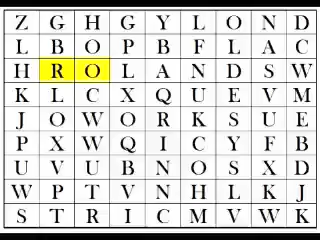 Z G H G Y L O N D
L B O P B F L A C
H R O L A N D S W
K L C X Q U E V M
J O W O R K S U E
P X W Q I C Y F B
U V U B N O S X D
W P T V N H L K J
S T R I C M V W K